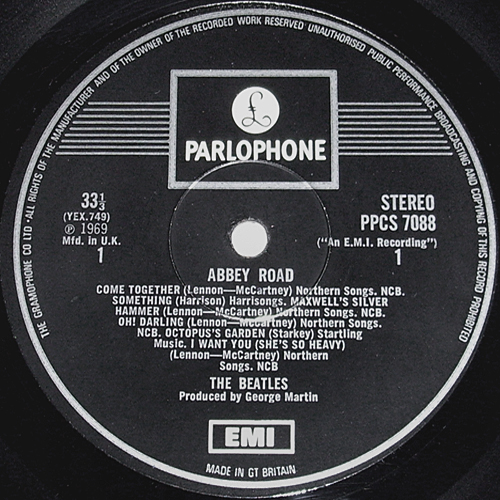 THE GRAMOPHONE CO LTD · ALL RIGHTS OF THE MANUFACTURER AND OF THE OWNER OF THE RECORDED WORK RESERVED UNAUTHORISED PUBLIC PERFORMANCE BROADCASTING AND COPYING OF THIS RECORD PROHIBITED
£
PARLOPHONE
33⅓
(YEX.749)
℗ 1969
Mfd. in U.K.
1
STEREO
PPCS 7088
("An E.M.I. Recording")
1
ABBEY ROAD
COME TOGETHER (Lennon—McCartney) Northern Songs. NCB.
SOMETHING (Harrison) Harrisongs. MAXWELL'S SILVER
HAMMER (Lennon—McCartney) Northern Songs. NCB.
OH! DARLING (Lennon—McCartney) Northern Songs.
NCB. OCTOPUS'S GARDEN (Starkey) Startling
Music. I WANT YOU (SHE'S SO HEAVY)
(Lennon—McCartney) Northern
Songs. NCB
THE BEATLES
Produced by George Martin
EMI
MADE IN GT BRITAIN